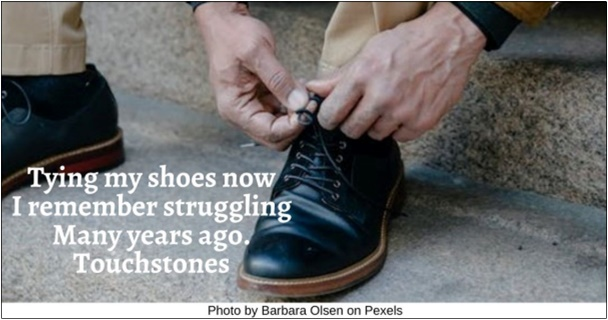 Tying my shoes now
I remember struggling
Many years ago.
Touchstones
Photo by Barbara Olsen on Pexels